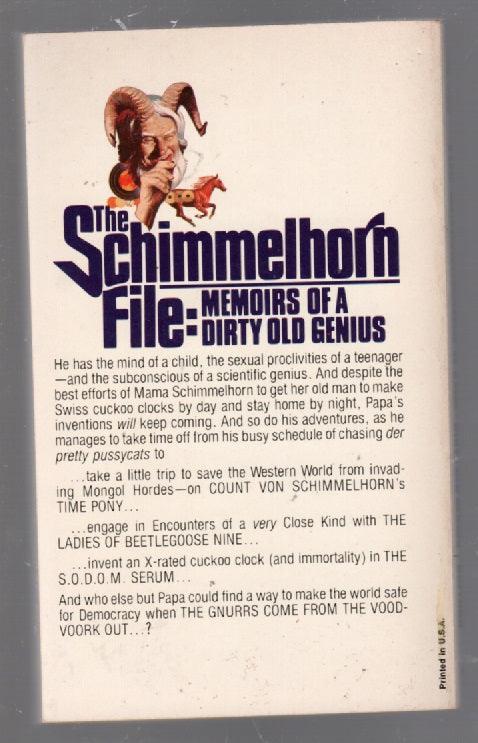 The
Schimmelhorn
File: MEMOIRS OF A
DIRTY OLD GENIUS
He has the mind of a child, the sexual proclivities of a teenager
—and the subconscious of a scientific genius. And despite the
best efforts of Mama Schimmelhorn to get her old man to make
Swiss cuckoo clocks by day and stay home by night, Papa's
inventions will keep coming. And so do his adventures, as he
manages to take time off from his busy schedule of chasing der
pretty pussycats to
...take a little trip to save the Western World from invad-
ing Mongol Hordes—on COUNT VON SCHIMMELHORN's
TIME PONY...
...engage in Encounters of a very Close Kind with THE
LADIES OF BEETLEGOOSE NINE...
...invent an X-rated cuckoo clock (and immortality) in THE
S.O.D.O.M. SERUM...
And who else but Papa could find a way to make the world safe
for Democracy when THE GNURRS COME FROM THE VOOD-
VOORK OUT...?
Printed in U.S.A.